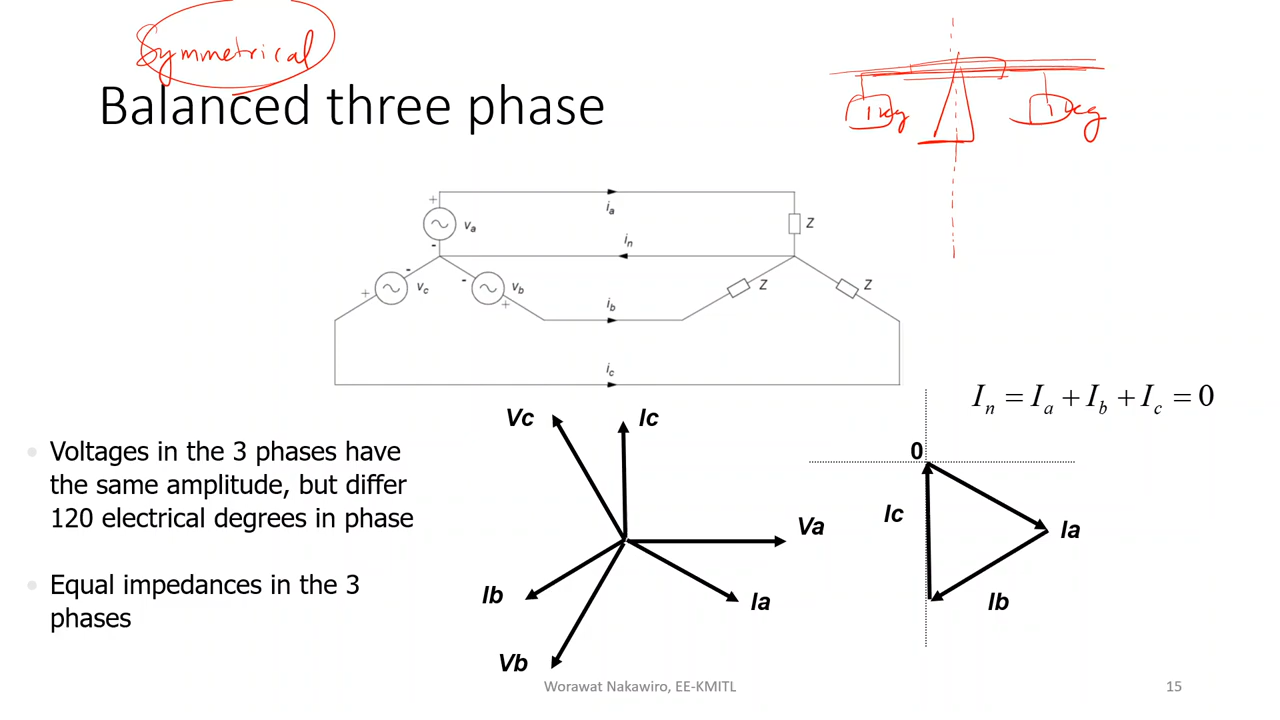 Symmetrical
Balanced three phase
1kg 1kg
+
ia
va
Z
-
in
- -
+ vc vb Z Z
+
ib
ic
In = Ia + Ib + Ic = 0
Voltages in the 3 phases have
the same amplitude, but differ
120 electrical degrees in phase
Equal impedances in the 3
phases
Vc Ic
Va
Ib Ia
Vb
0
Ic Ia
Ib
Worawat Nakawiro, EE-KMITL
15